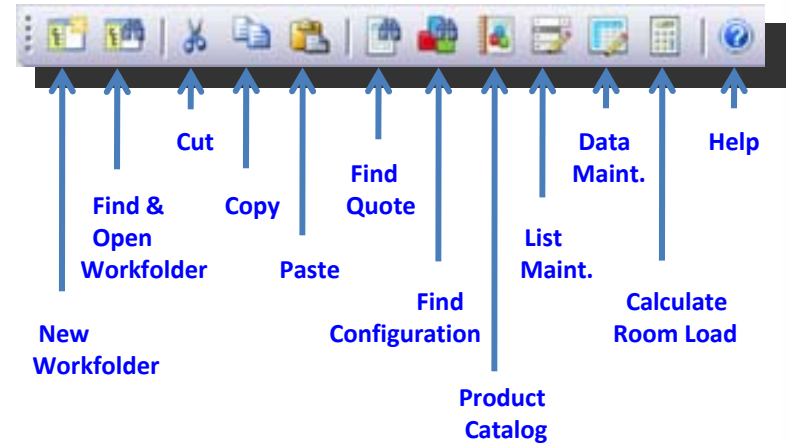 Cut
Data
Maint.
Help
Find
Quote
Find &
Open
Workfolder
Copy
List
Maint.
Paste
Find
Configuration
Calculate
Room Load
New
Workfolder
Product
Catalog